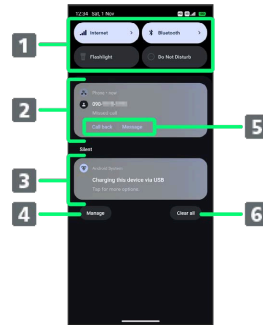 12:34 Sat, 1 Nov
1
Internet
Bluetooth
Flashlight
Do Not Disturb
2
Phone • now
Missed call
Call back
Message
5
Silent
3
Android System
Charging this device via USB
Tap for more options
4
Manage
Clear all
6